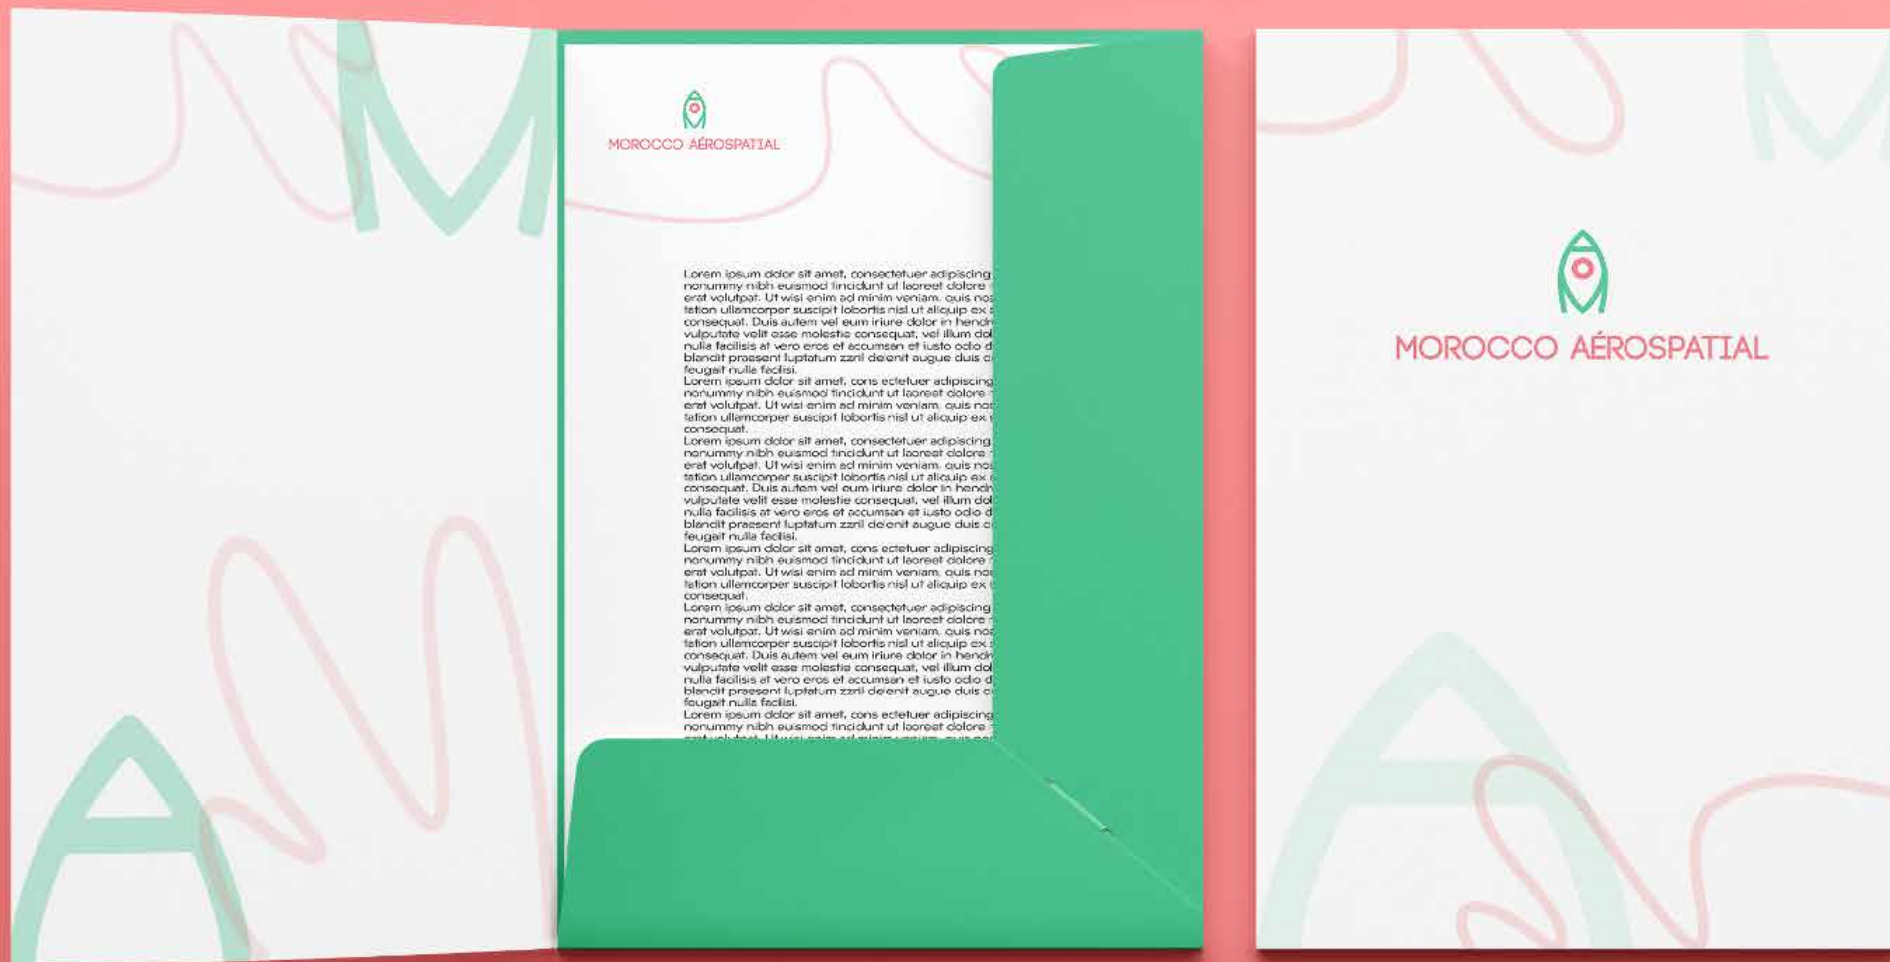 MOROCCO AÉROSPATIAL
Lorem ipsum dolor sit amet, consectetuer adipiscing
nonummy nibh euismod tincidunt ut laoreet dolore
erat volutpat. Ut wisi enim ad minim veniam, quis nos
tation ullamcorper suscipit lobortis nisl ut aliquip ex
consequat. Duis autem vel eum iriure dolor in hendr
vulputate velit esse molestie consequat, vel illum dol
nulla facilisis at vero eros et accumsan et iusto odio d
blandit praesent luptatum zzril delenit augue duis
feugait nulla facilisi.
Lorem ipsum dolor sit amet, cons ectetuer adipiscing
nonummy nibh euismod tincidunt ut laoreet dolore
erat volutpat. Ut wisi enim ad minim veniam, quis nos
tation ullamcorper suscipit lobortis nisl ut aliquip ex
consequat.
Lorem ipsum dolor sit amet, consectetuer adipiscing
nonummy nibh euismod tincidunt ut laoreet dolore
erat volutpat. Ut wisi enim ad minim veniam, quis nos
tation ullamcorper suscipit lobortis nisl ut aliquip ex
consequat. Duis autem vel eum iriure dolor in hendr
vulputate velit esse molestie consequat, vel illum dol
nulla facilisis at vero eros et accumsan et iusto odio d
blandit praesent luptatum zzril delenit augue duis
feugait nulla facilisi.
Lorem ipsum dolor sit amet, cons ectetuer adipiscing
nonummy nibh euismod tincidunt ut laoreet dolore
erat volutpat. Ut wisi enim ad minim veniam, quis nos
tation ullamcorper suscipit lobortis nisl ut aliquip ex
consequat.
Lorem ipsum dolor sit amet, consectetuer adipiscing
nonummy nibh euismod tincidunt ut laoreet dolore
erat volutpat. Ut wisi enim ad minim veniam, quis nos
tation ullamcorper suscipit lobortis nisl ut aliquip ex
consequat. Duis autem vel eum iriure dolor in hendr
vulputate velit esse molestie consequat, vel illum dol
nulla facilisis at vero eros et accumsan et iusto odio d
blandit praesent luptatum zzril delenit augue duis
feugait nulla facilisi.
Lorem ipsum dolor sit amet, cons ectetuer adipiscing
nonummy nibh euismod tincidunt ut laoreet dolore
MOROCCO AÉROSPATIAL